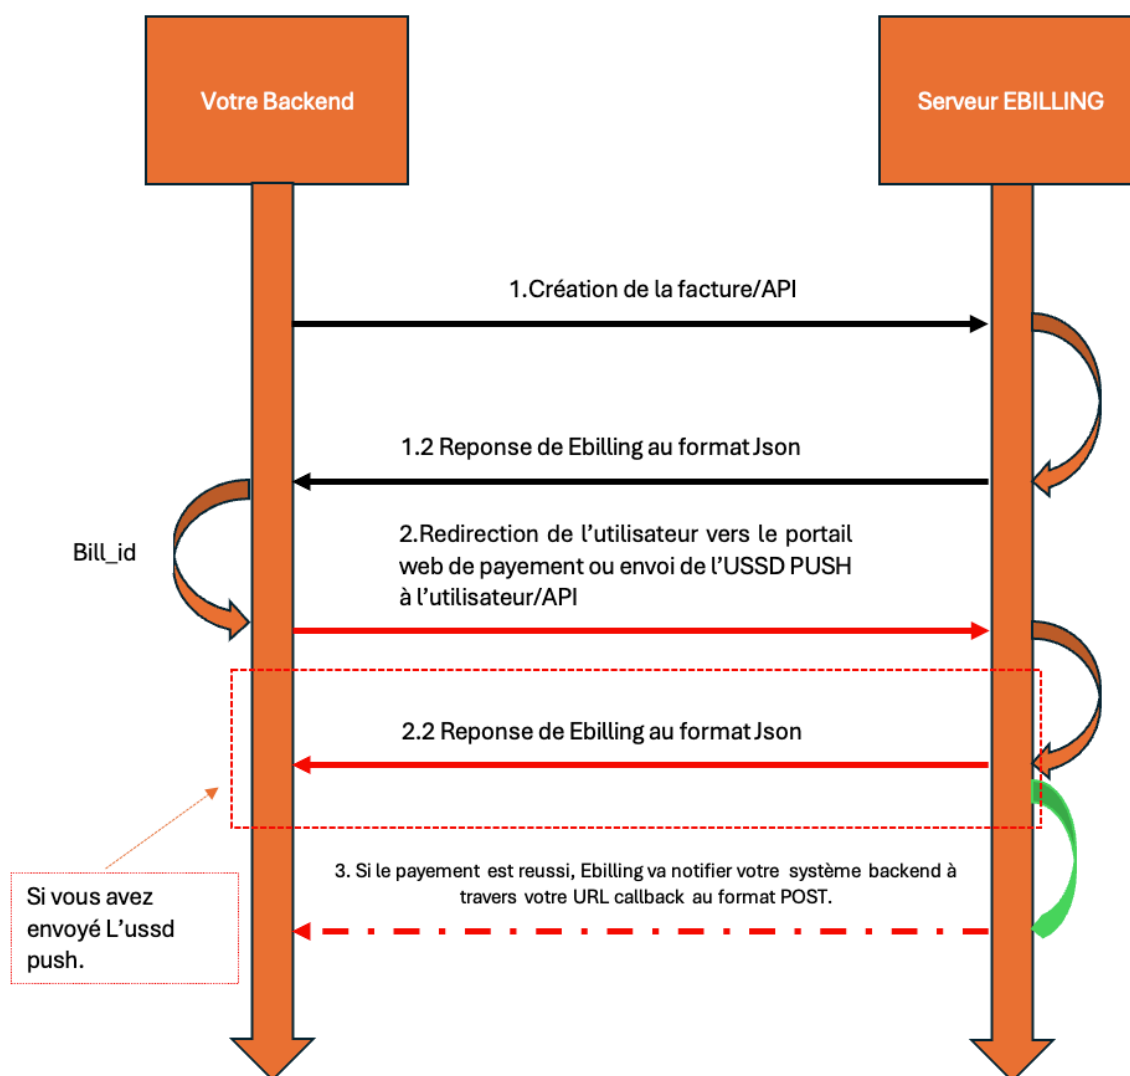 Votre Backend
Serveur EBILLING
1.Création de la facture/API
1.2 Reponse de Ebilling au format Json
Bill_id
2.Redirection de l'utilisateur vers le portail
web de payement ou envoi de l'USSD PUSH
à l'utilisateur/API
2.2 Reponse de Ebilling au format Json
3. Si le payement est reussi, Ebilling va notifier votre système backend à
travers votre URL callback au format POST.
Si vous avez
envoyé L'ussd
push.